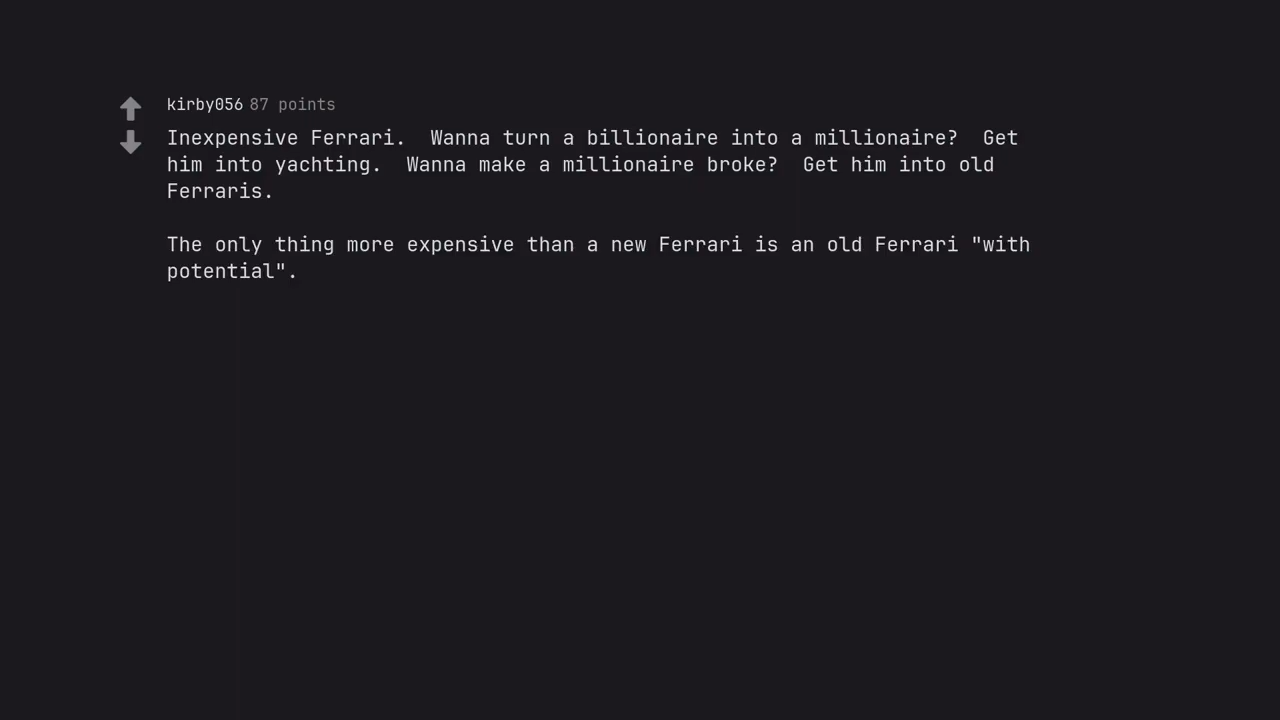 kirby056 87 points
Inexpensive Ferrari.  Wanna turn a billionaire into a millionaire?  Get
him into yachting.  Wanna make a millionaire broke?  Get him into old
Ferraris.
The only thing more expensive than a new Ferrari is an old Ferrari "with
potential".